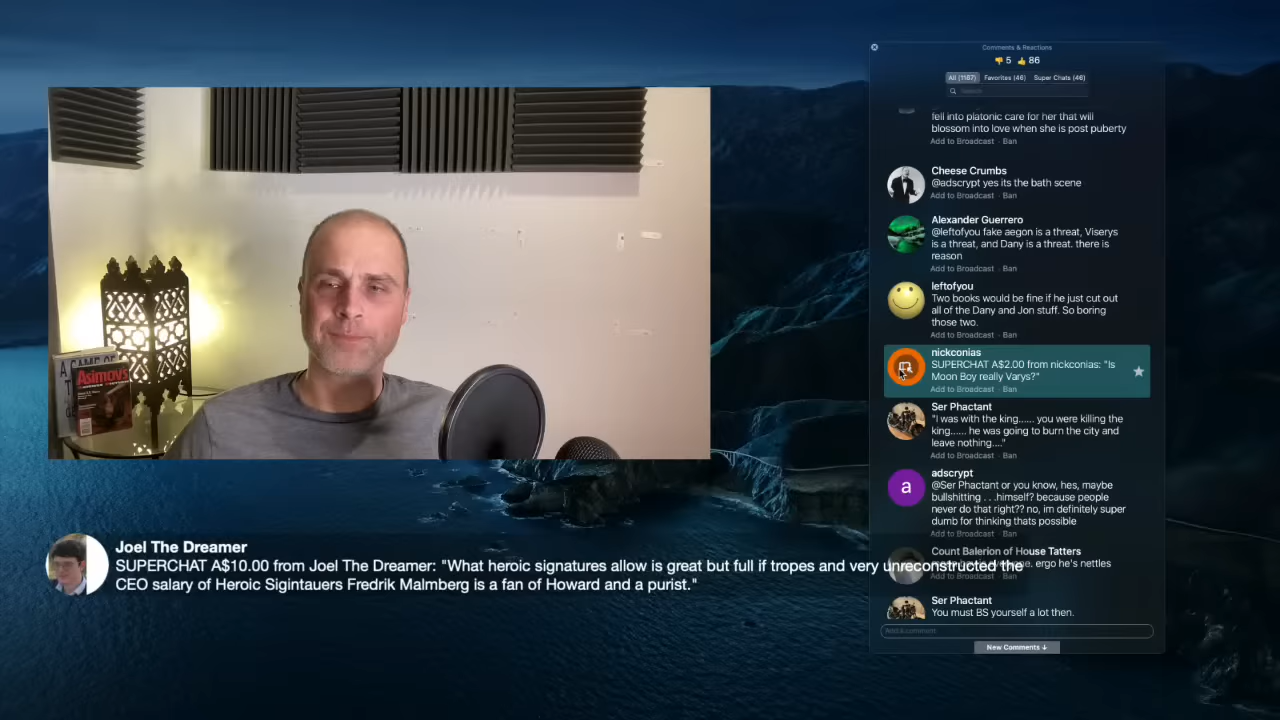 Comments & Reactions
5 86
All (1187) Favorites (46) Super Chats (46)
Search
fell into platonic care for her that will
blossom into love when she is post puberty
Add to Broadcast · Ban
Cheese Crumbs
@adscrypt yes its the bath scene
Add to Broadcast · Ban
Alexander Guerrero
@leftofyou fake aegon is a threat, Viserys
is a threat, and Dany is a threat. there is
reason
Add to Broadcast · Ban
leftofyou
Two books would be fine if he just cut out
all of the Dany and Jon stuff. So boring
those two.
Add to Broadcast · Ban
nickconias
SUPERCHAT A$2.00 from nickconias: "Is
Moon Boy really Varys?"
Add to Broadcast · Ban
Ser Phactant
"I was with the king...... you were killing the
king...... he was going to burn the city and
leave nothing...."
Add to Broadcast · Ban
adscrypt
a
@Ser Phactant or you know, hes, maybe
bullshitting . . .himself? because people
never do that right?? no, im definitely super
dumb for thinking thats possible
Add to Broadcast · Ban
Count Balerion of House Tatters
ergo he's nettles
Add to Broadcast · Ban
Ser Phactant
You must BS yourself a lot then.
Add a comment
New Comments ↓
A GAME OF
Asimov's
Joel The Dreamer
SUPERCHAT A$10.00 from Joel The Dreamer: "What heroic signatures allow is great but full if tropes and very unreconstructed the
CEO salary of Heroic Sigintauers Fredrik Malmberg is a fan of Howard and a purist."